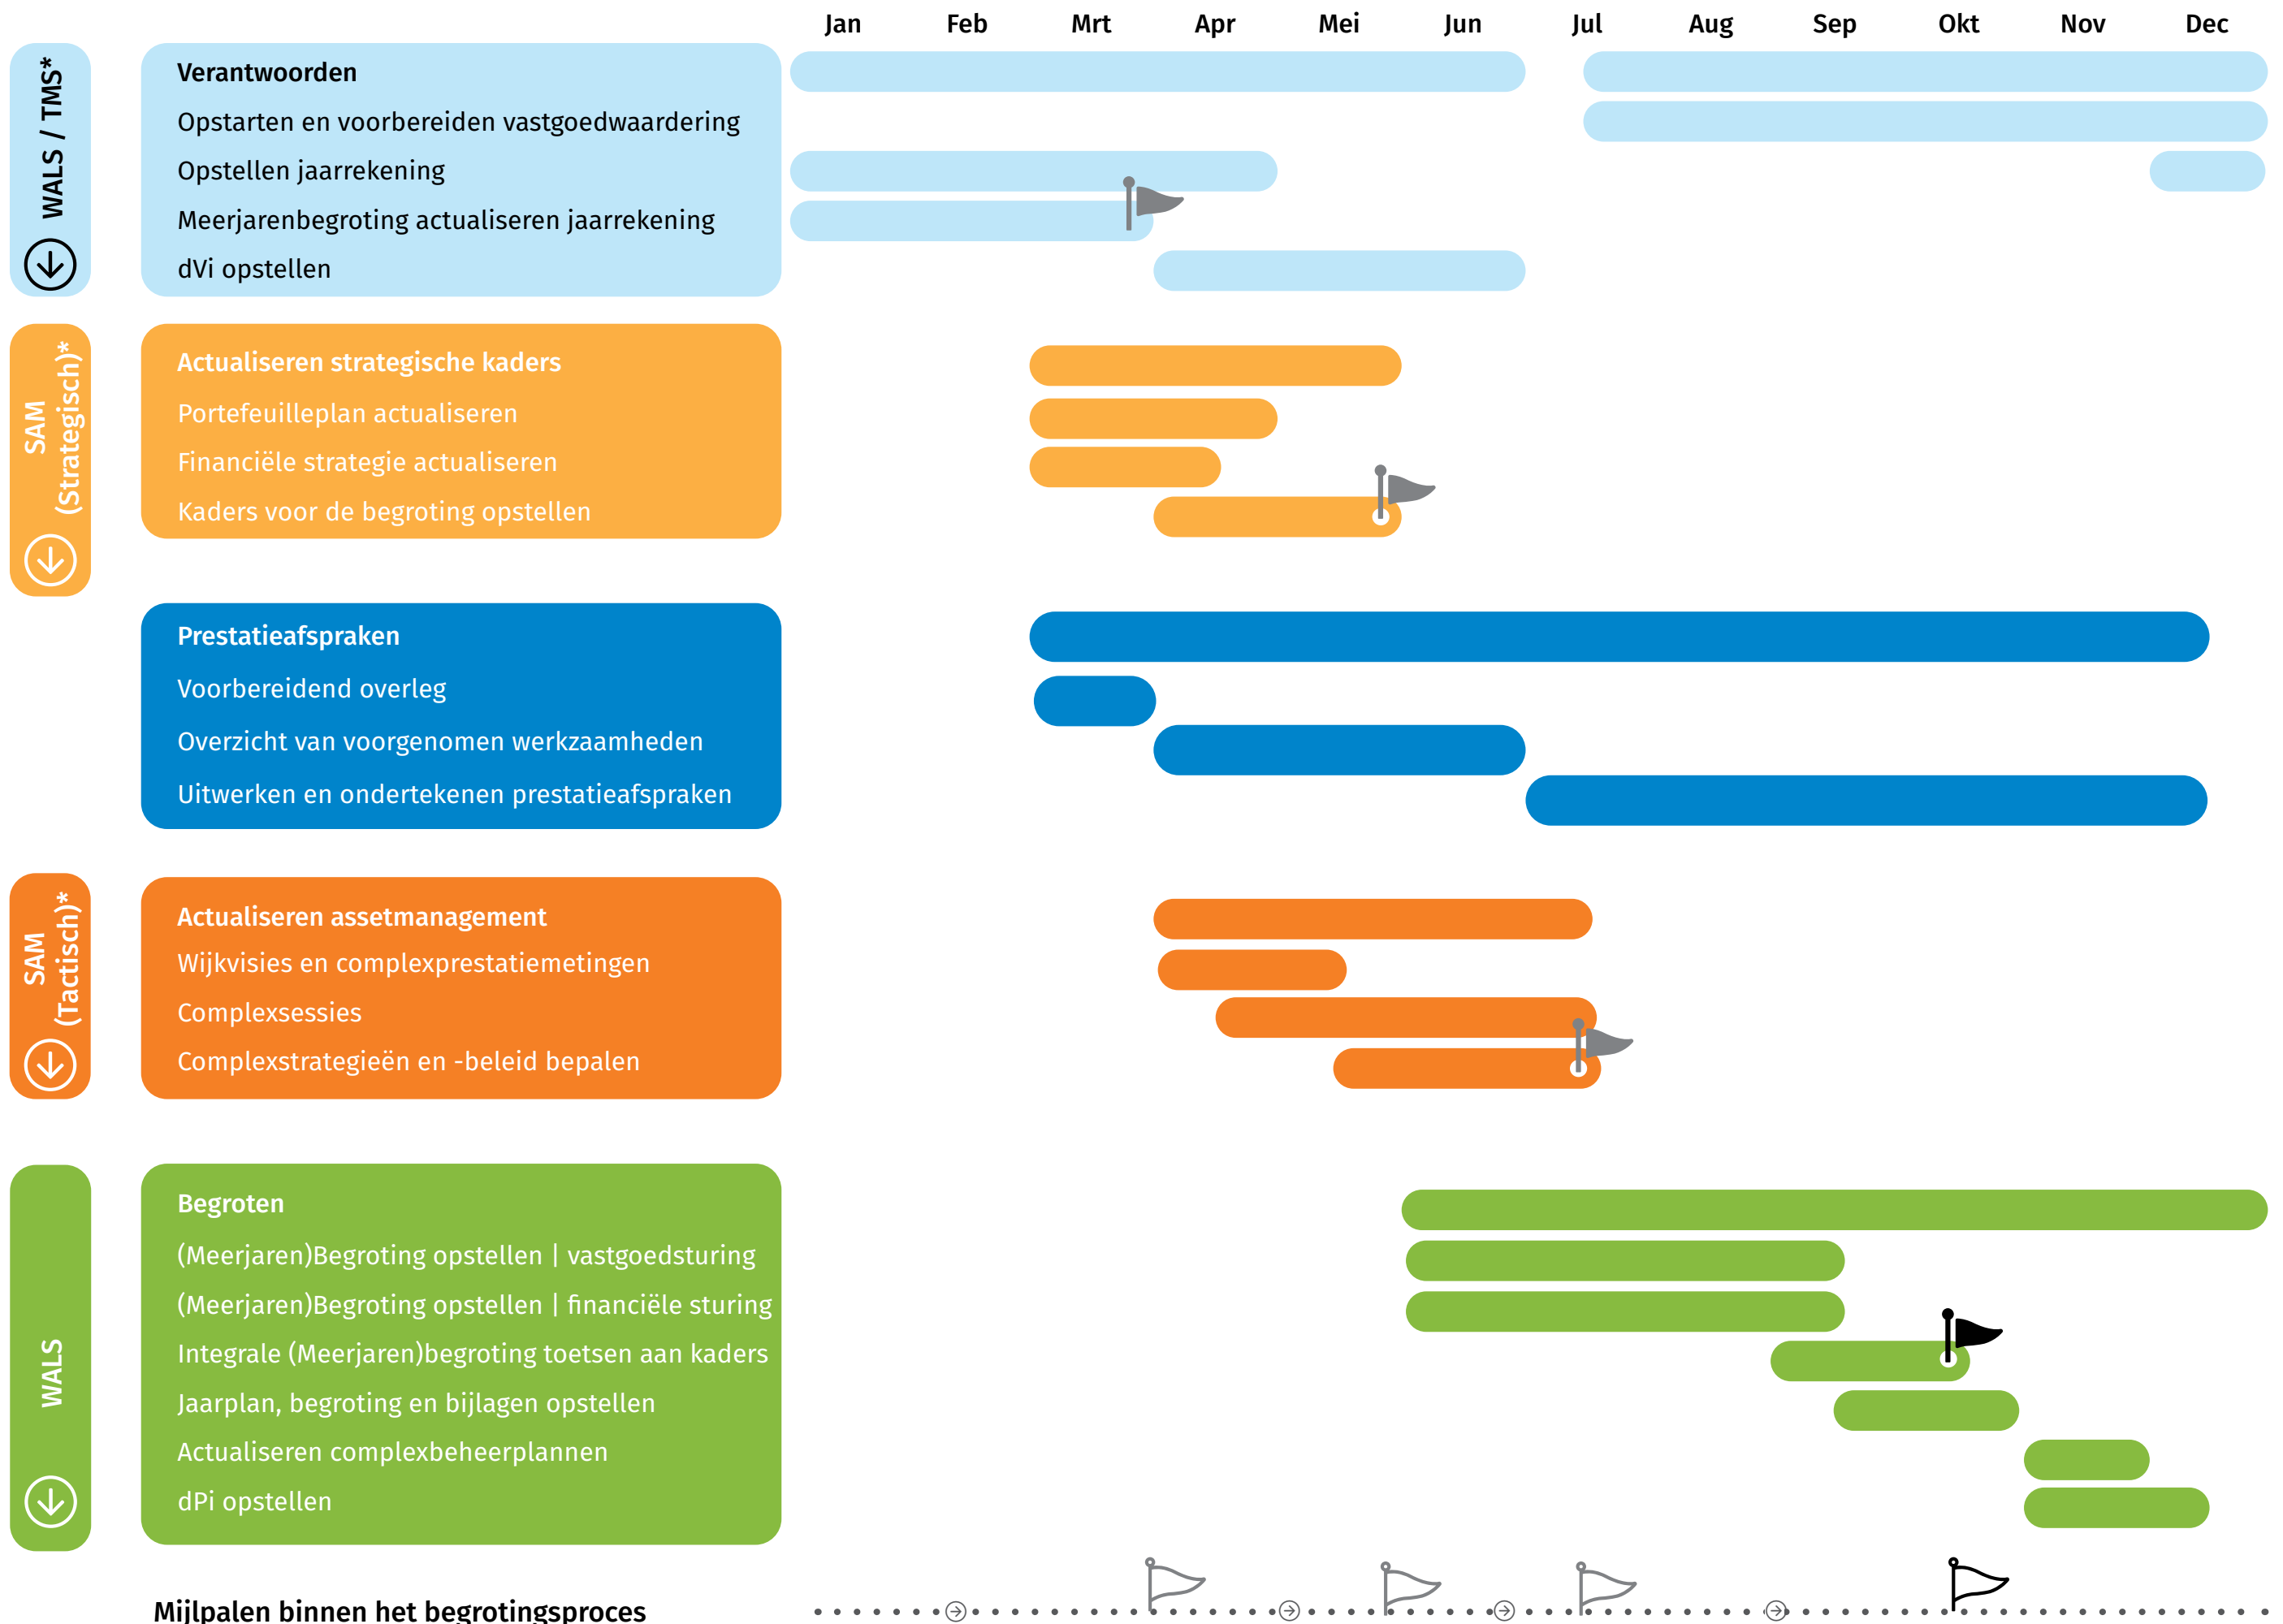 Jan Feb Mrt Apr Mei Jun Jul Aug Sep Okt Nov Dec
WALS / TMS*
Verantwoorden
Opstarten en voorbereiden vastgoedwaardering
Opstellen jaarrekening
Meerjarenbegroting actualiseren jaarrekening
dVi opstellen
SAM
(Strategisch)*
Actualiseren strategische kaders
Portefeuilleplan actualiseren
Financiële strategie actualiseren
Kaders voor de begroting opstellen
Prestatieafspraken
Voorbereidend overleg
Overzicht van voorgenomen werkzaamheden
Uitwerken en ondertekenen prestatieafspraken
SAM
(Tactisch)*
Actualiseren assetmanagement
Wijkvisies en complexprestatiemetingen
Complexsessies
Complexstrategieën en -beleid bepalen
WALS
Begroten
(Meerjaren)Begroting opstellen | vastgoedsturing
(Meerjaren)Begroting opstellen | financiële sturing
Integrale (Meerjaren)begroting toetsen aan kaders
Jaarplan, begroting en bijlagen opstellen
Actualiseren complexbeheerplannen
dPi opstellen
Mijlpalen binnen het begrotingsproces